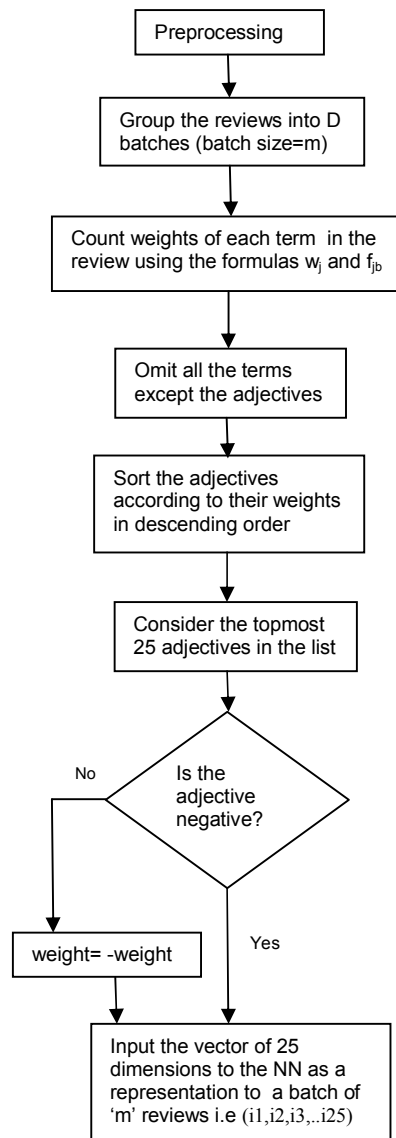 Preprocessing
Group the reviews into D
batches (batch size=m)
Count weights of each term in the
review using the formulas wj and fjb
Omit all the terms
except the adjectives
Sort the adjectives
according to their weights
in descending order
Consider the topmost
25 adjectives in the list
No
Is the
adjective
negative?
Yes
weight= -weight
Input the vector of 25
dimensions to the NN as a
representation to a batch of
‘m’ reviews i.e (i1,i2,i3,..i25)